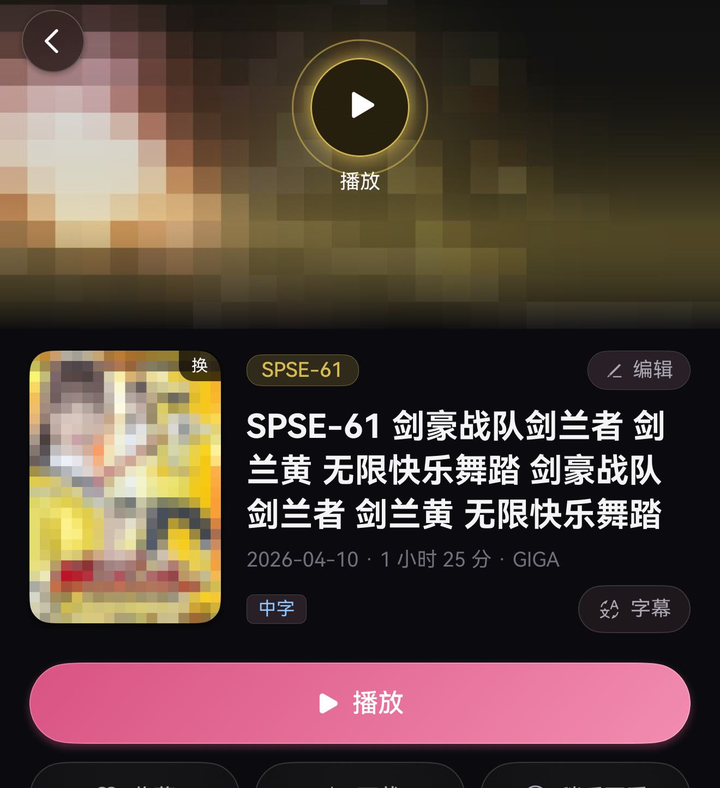 播放
换
SPSE-61
编辑
SPSE-61 剑豪战队剑兰者 剑
兰黄 无限快乐舞踏 剑豪战队
剑兰者 剑兰黄 无限快乐舞踏
2026-04-10 · 1 小时 25 分 · GIGA
中字
字幕
播放